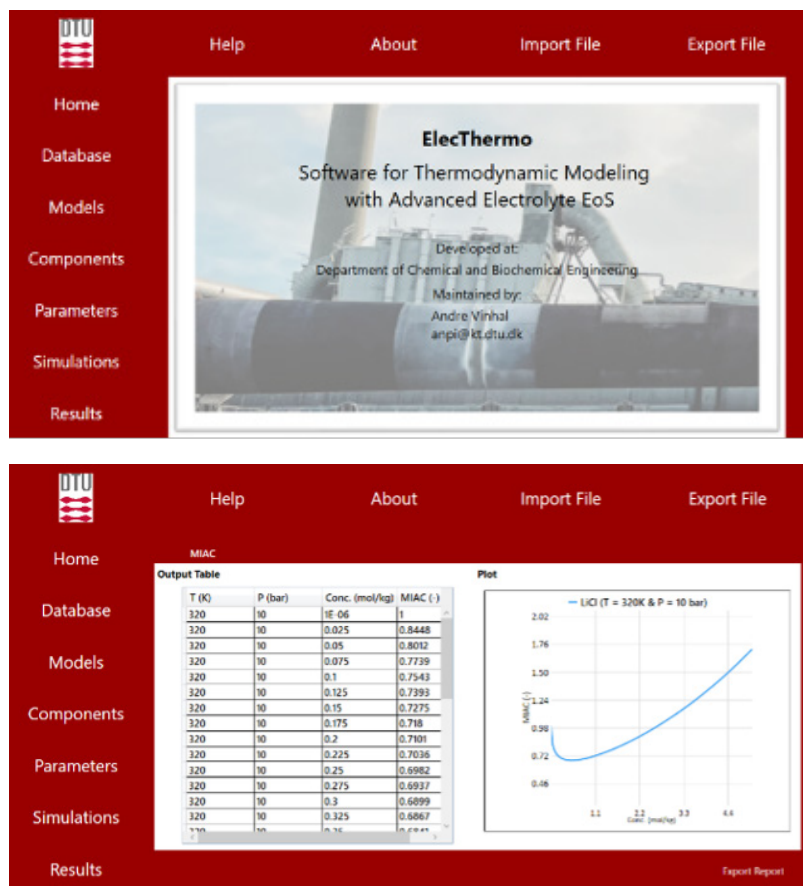 DTU
Help About Import File Export File
Home
Database
Models
Components
Parameters
Simulations
Results
ElecThermo
Software for Thermodynamic Modeling
with Advanced Electrolyte EoS
Developed at:
Department of Chemical and Biochemical Engineering
Maintained by:
Andre Vinhal
anpi@kt.dtu.dk
DTU
Help About Import File Export File
Home
Database
Models
Components
Parameters
Simulations
Results
MIAC
Output Table
T (K) P (bar) Conc. (mol/kg) MIAC (-)
320 10 1E-06 1
320 10 0.025 0.8448
320 10 0.05 0.8012
320 10 0.075 0.7739
320 10 0.1 0.7543
320 10 0.125 0.7393
320 10 0.15 0.7275
320 10 0.175 0.718
320 10 0.2 0.7101
320 10 0.225 0.7036
320 10 0.25 0.6982
320 10 0.275 0.6937
320 10 0.3 0.6899
320 10 0.325 0.6867
Plot
LiCl (T = 320K & P = 10 bar)
MIAC (-)
2.02
1.76
1.50
1.24
0.98
0.72
0.46
1.1 2.2 3.3 4.4
Conc. (mol/kg)
Export Report